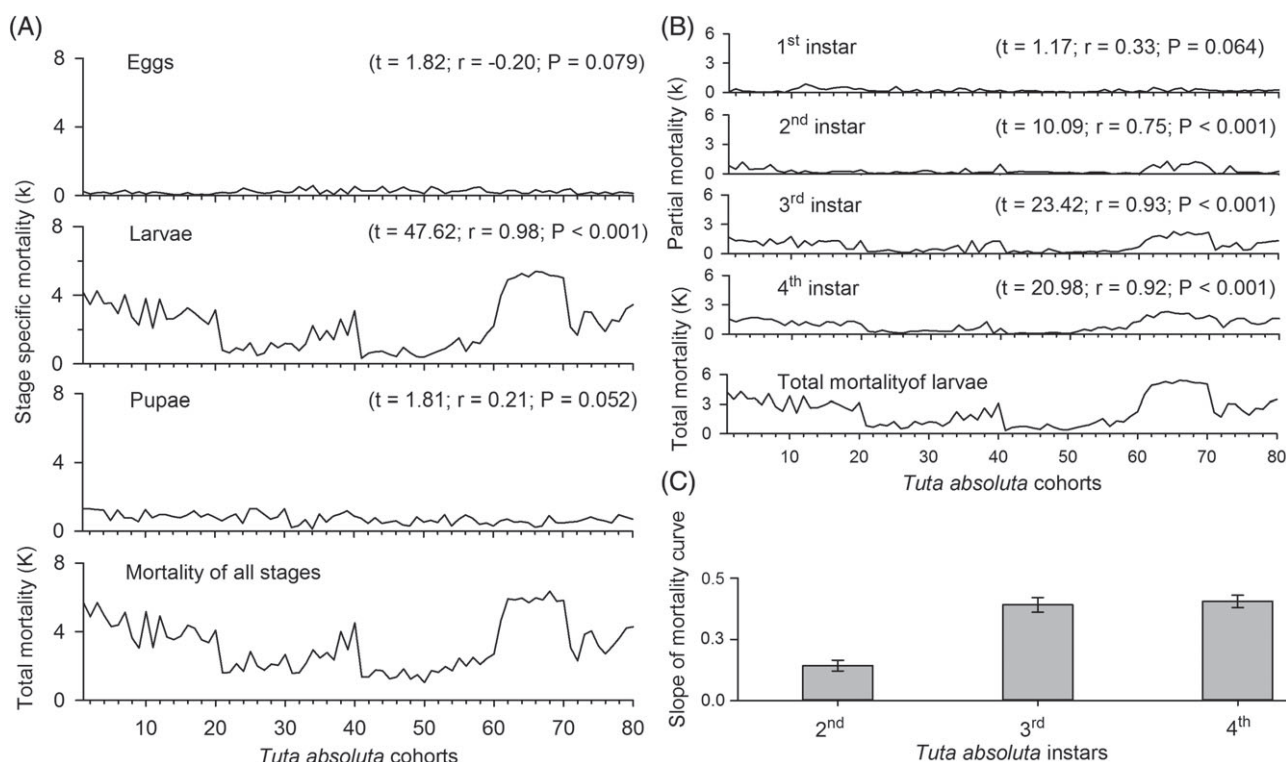 (A)
Stage specific mortality (k)
8
4
0
Eggs
(t = 1.82; r = -0.20; P = 0.079)
8
4
0
Larvae
(t = 47.62; r = 0.98; P < 0.001)
8
4
0
Pupae
(t = 1.81; r = 0.21; P = 0.052)
Total mortality (K)
8
4
0
Mortality of all stages
10 20 30 40 50 60 70 80
Tuta absoluta cohorts
(B)
Partial mortality (k)
6
3
0
1st instar
(t = 1.17; r = 0.33; P = 0.064)
6
3
0
2nd instar
(t = 10.09; r = 0.75; P < 0.001)
6
3
0
3rd instar
(t = 23.42; r = 0.93; P < 0.001)
Total mortality (K)
6
3
0
4th instar
(t = 20.98; r = 0.92; P < 0.001)
6
3
0
Total mortalityof larvae
10 20 30 40 50 60 70 80
Tuta absoluta cohorts
(C)
Slope of mortality curve
0.5
0.3
0.0
2nd 3rd 4th
Tuta absoluta instars